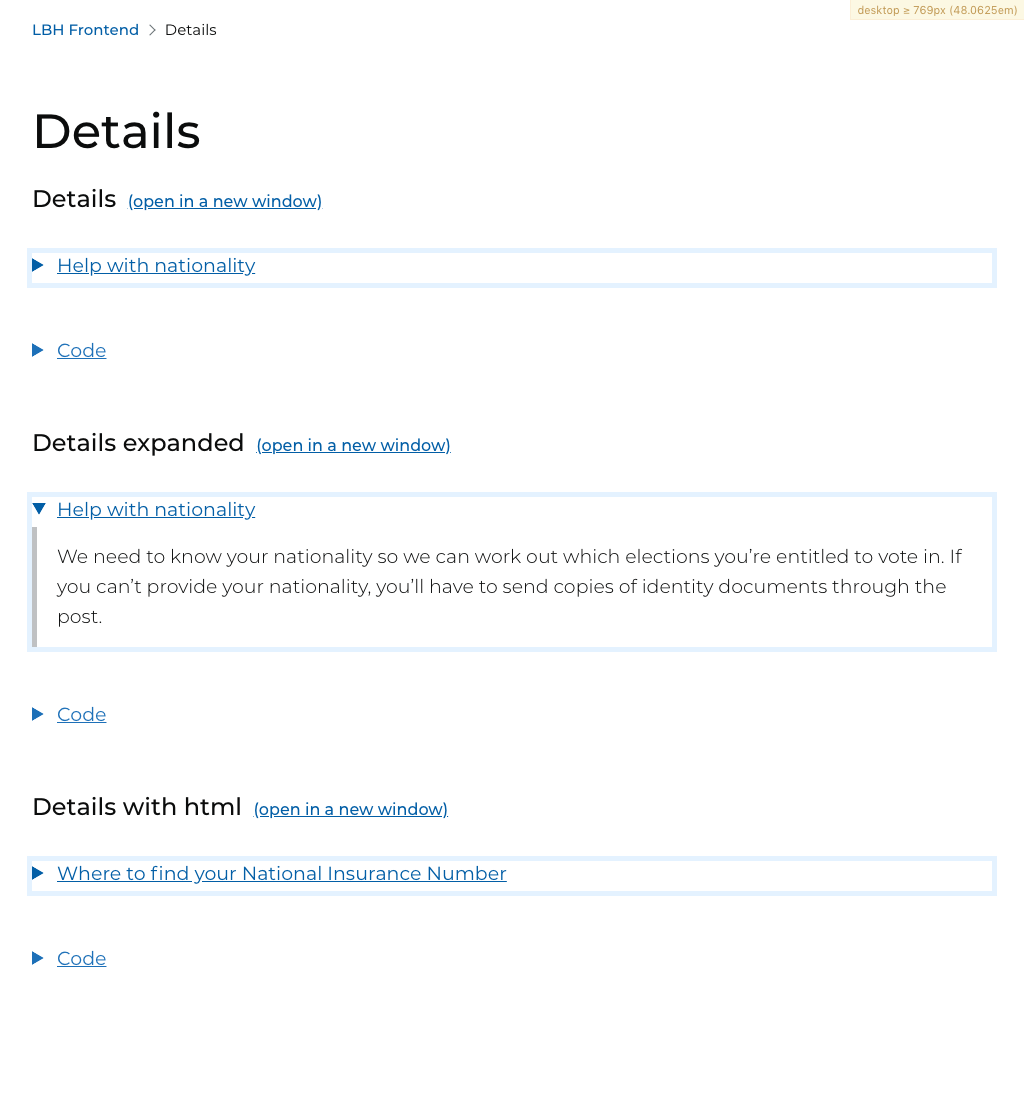 desktop ≥ 769px (48.0625em)
LBH Frontend Details
Details
Details (open in a new window)
Help with nationality
Code
Details expanded (open in a new window)
Help with nationality
We need to know your nationality so we can work out which elections you’re entitled to vote in. If
you can’t provide your nationality, you’ll have to send copies of identity documents through the
post.
Code
Details with html (open in a new window)
Where to find your National Insurance Number
Code